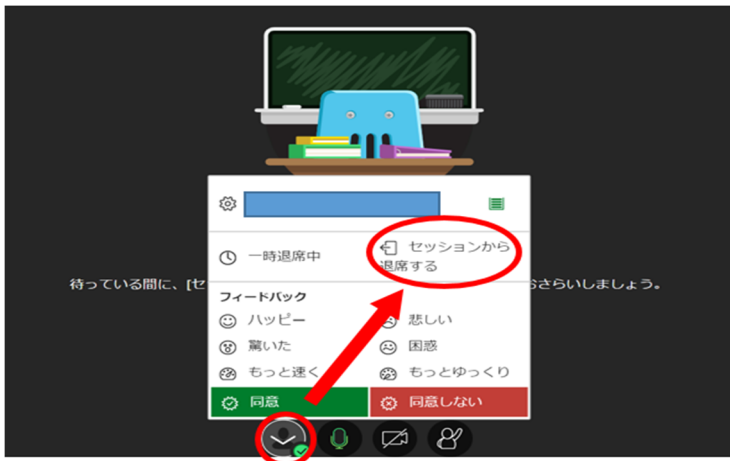 一時退席中
セッションから
退席する
待っている間に、[セ
おさらいしましょう。
フィードバック
ハッピー
悲しい
驚いた
困惑
もっと速く
もっとゆっくり
同意
同意しない